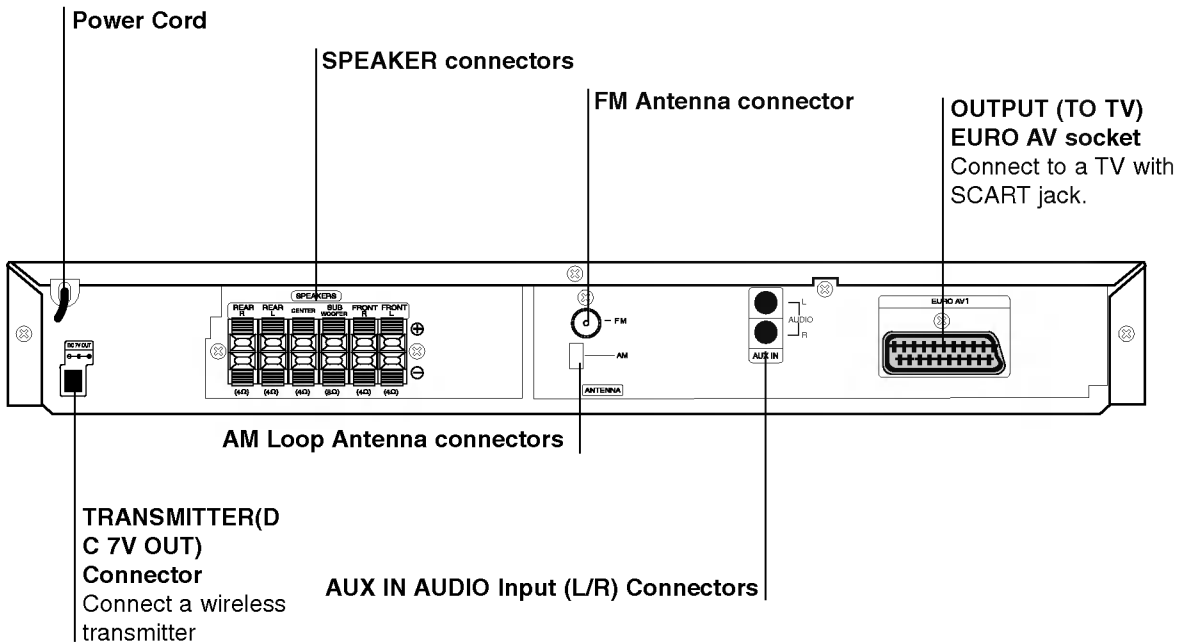 Power Cord
SPEAKER connectors
FM Antenna connector
OUTPUT (TO TV)
EURO AV socket
Connect to a TV with
SCART jack.
SPEAKERS
REAR R
REAR L
CENTER
SUB WOOFER
FRONT R
FRONT L
FM
AM
ANTENNA
L
AUDIO
R
AUX IN
EURO AV1
DC 7V OUT
(4Ω) (4Ω) (4Ω) (8Ω) (4Ω) (4Ω)
AM Loop Antenna connectors
TRANSMITTER(D
C 7V OUT)
Connector
Connect a wireless
transmitter
AUX IN AUDIO Input (L/R) Connectors